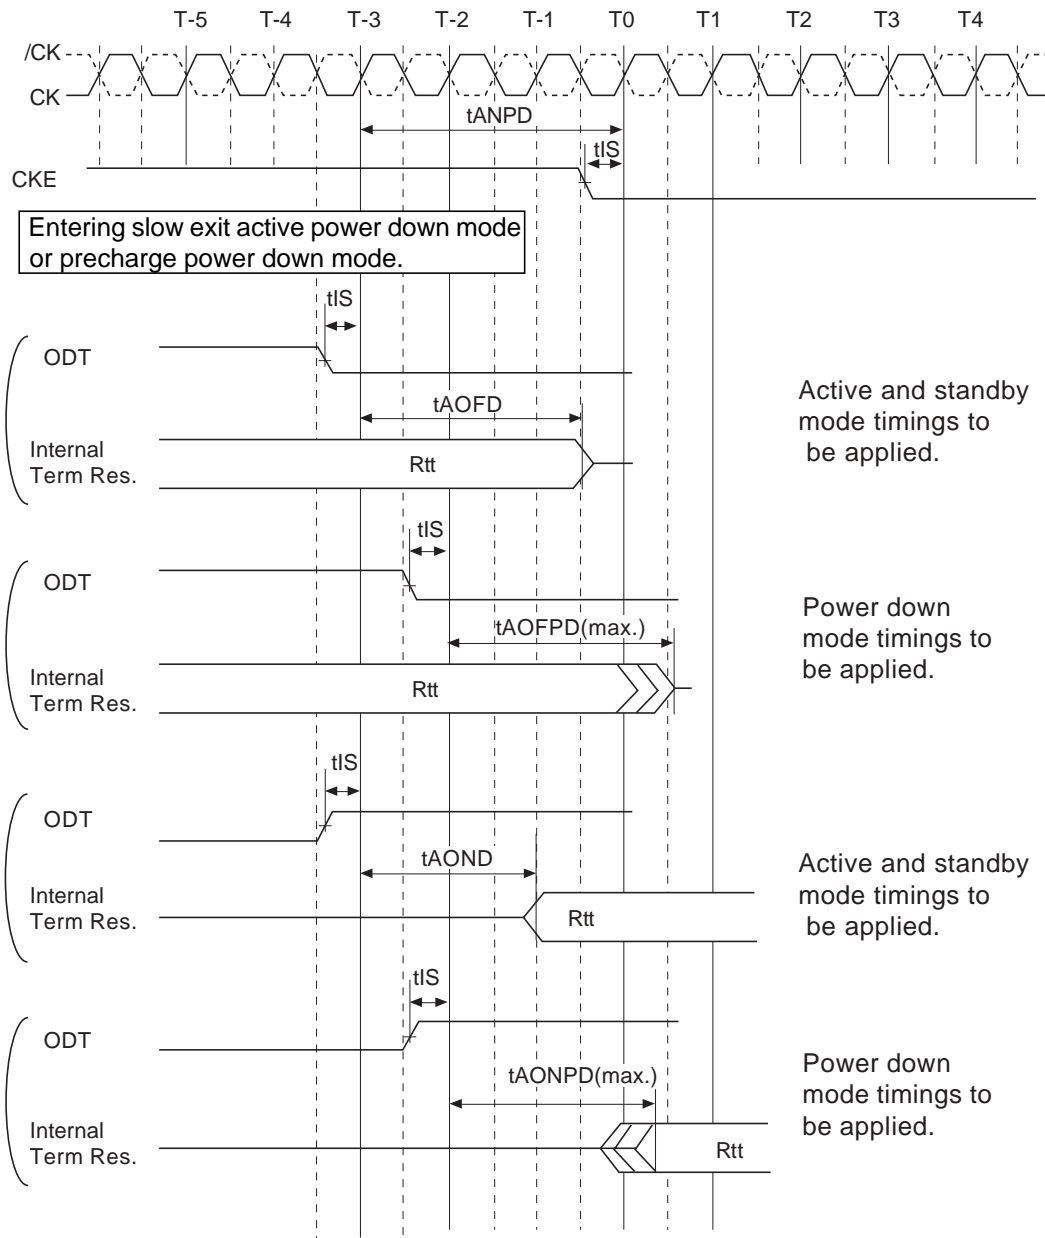 T-5 T-4 T-3 T-2 T-1 T0 T1 T2 T3 T4
/CK
CK
tANPD
tIS
CKE
Entering slow exit active power down mode
or precharge power down mode.
tIS
ODT
tAOFD
Internal
Term Res.
Rtt
Active and standby
mode timings to
be applied.
tIS
ODT
tAOFPD(max.)
Internal
Term Res.
Rtt
Power down
mode timings to
be applied.
tIS
ODT
tAOND
Internal
Term Res.
Rtt
Active and standby
mode timings to
be applied.
tIS
ODT
tAONPD(max.)
Internal
Term Res.
Rtt
Power down
mode timings to
be applied.